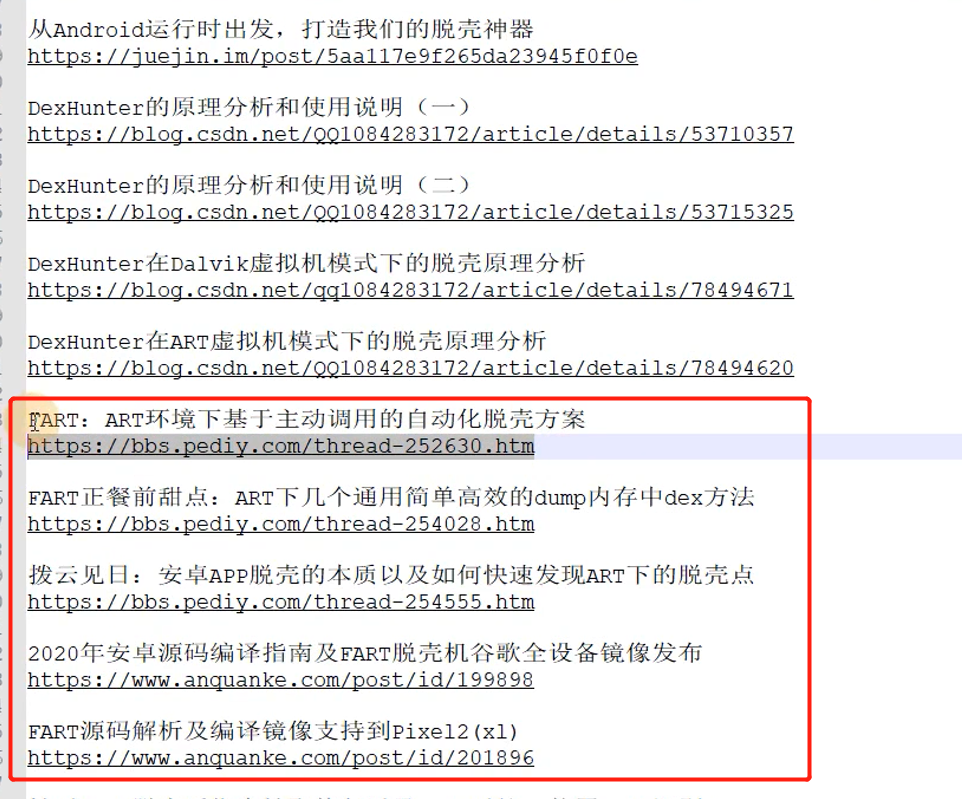 从Android运行时出发，打造我们的脱壳神器
https://juejin.im/post/5aa117e9f265da23945f0f0e
DexHunter的原理分析和使用说明（一）
https://blog.csdn.net/QQ1084283172/article/details/53710357
DexHunter的原理分析和使用说明（二）
https://blog.csdn.net/QQ1084283172/article/details/53715325
DexHunter在Dalvik虚拟机模式下的脱壳原理分析
https://blog.csdn.net/qq1084283172/article/details/78494671
DexHunter在ART虚拟机模式下的脱壳原理分析
https://blog.csdn.net/QQ1084283172/article/details/78494620
FART：ART环境下基于主动调用的自动化脱壳方案
https://bbs.pediy.com/thread-252630.htm
FART正餐前甜点：ART下几个通用简单高效的dump内存中dex方法
https://bbs.pediy.com/thread-254028.htm
拨云见日：安卓APP脱壳的本质以及如何快速发现ART下的脱壳点
https://bbs.pediy.com/thread-254555.htm
2020年安卓源码编译指南及FART脱壳机谷歌全设备镜像发布
https://www.anquanke.com/post/id/199898
FART源码解析及编译镜像支持到Pixel2(xl)
https://www.anquanke.com/post/id/201896